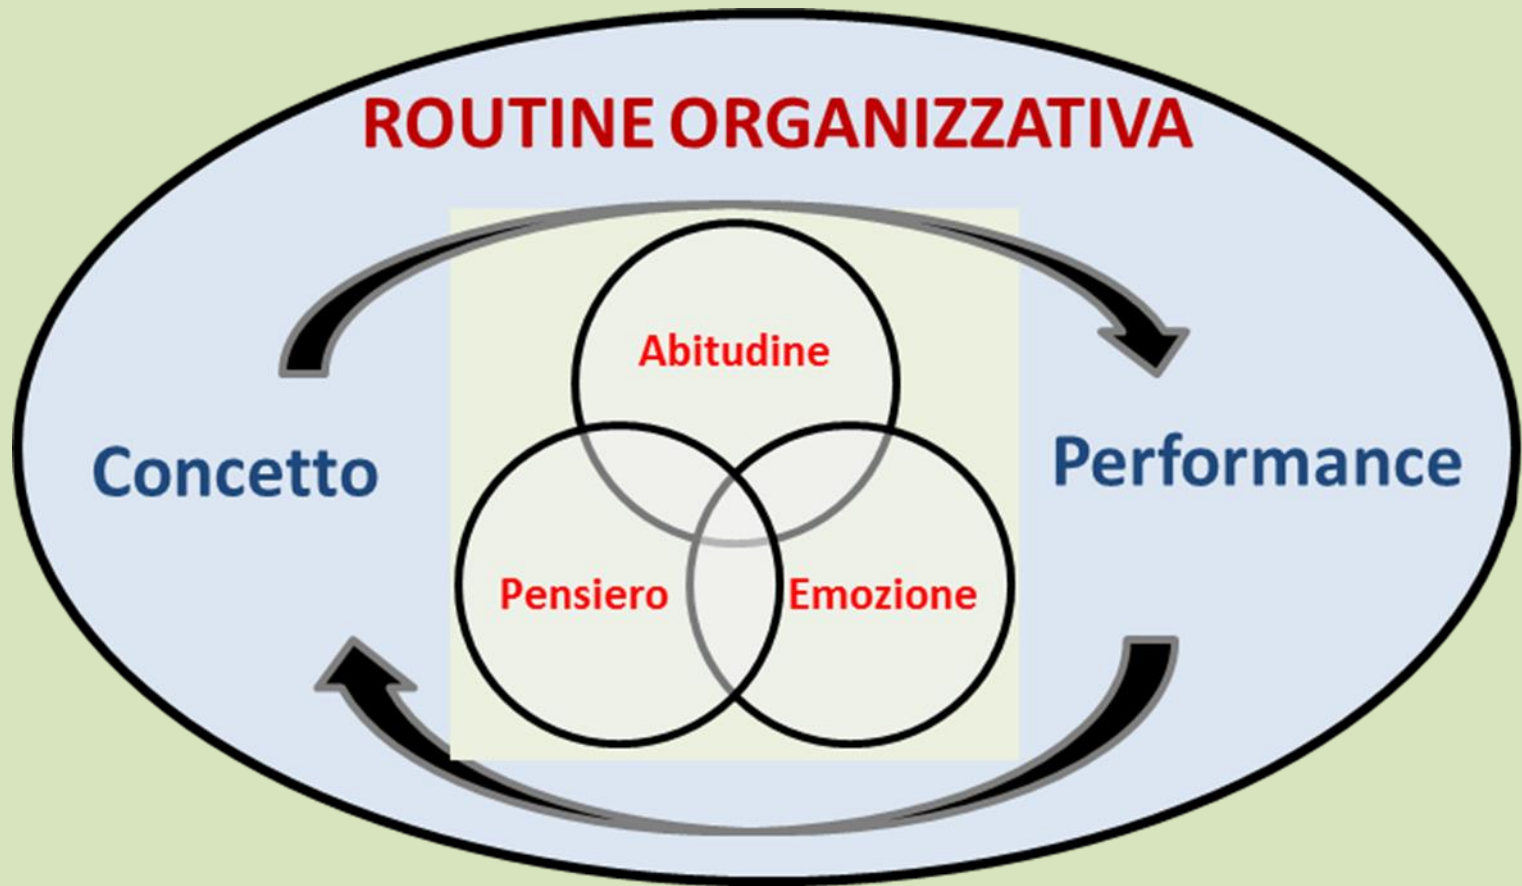 ROUTINE ORGANIZZATIVA
Abitudine
Concetto
Performance
Pensiero
Emozione